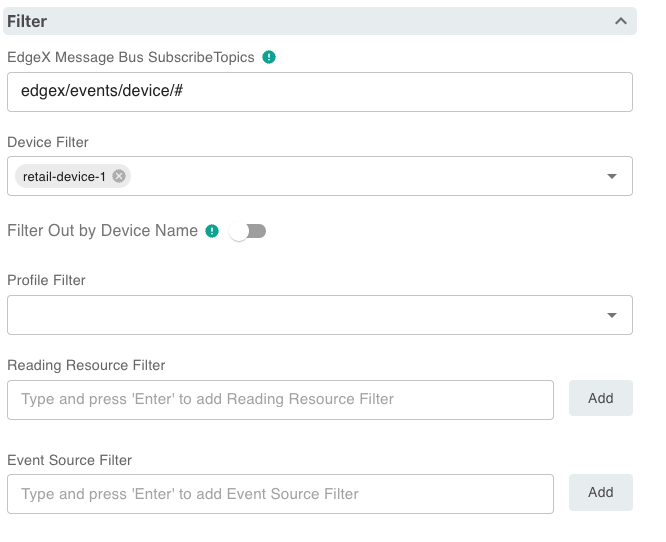 Filter
EdgeX Message Bus SubscribeTopics
edgex/events/device/#
Device Filter
retail-device-1
Filter Out by Device Name
Profile Filter
Reading Resource Filter
Type and press 'Enter' to add Reading Resource Filter
Add
Event Source Filter
Type and press 'Enter' to add Event Source Filter
Add